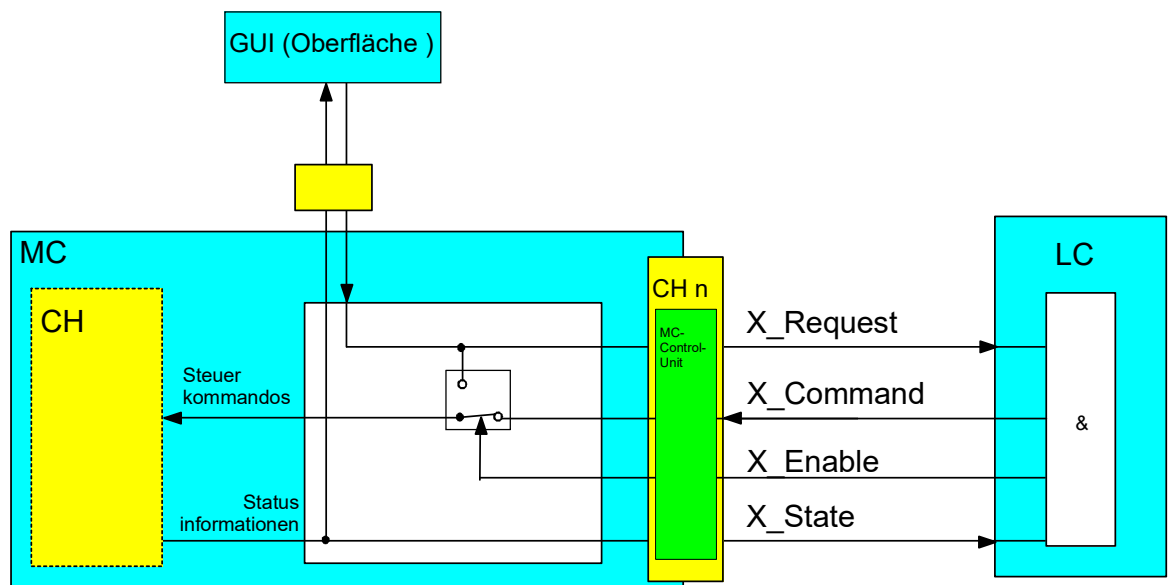 GUI (Oberfläche )
MC
CH
CH n
MC-
Control-
Unit
Steuer
kommandos
Status
informationen
X_Request
X_Command
X_Enable
X_State
LC
&